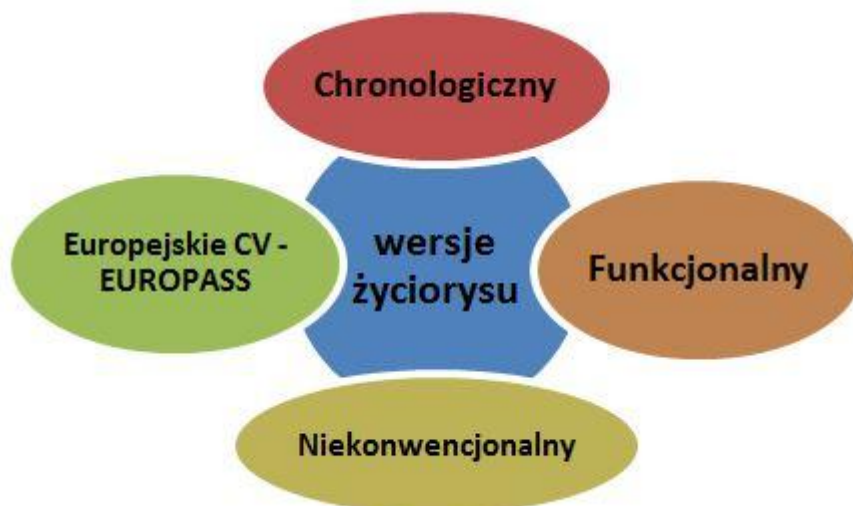 Chronologiczny
Europejskie CV -
EUROPASS
wersje
życiorysu
Funkcjonalny
Niekonwencjonalny